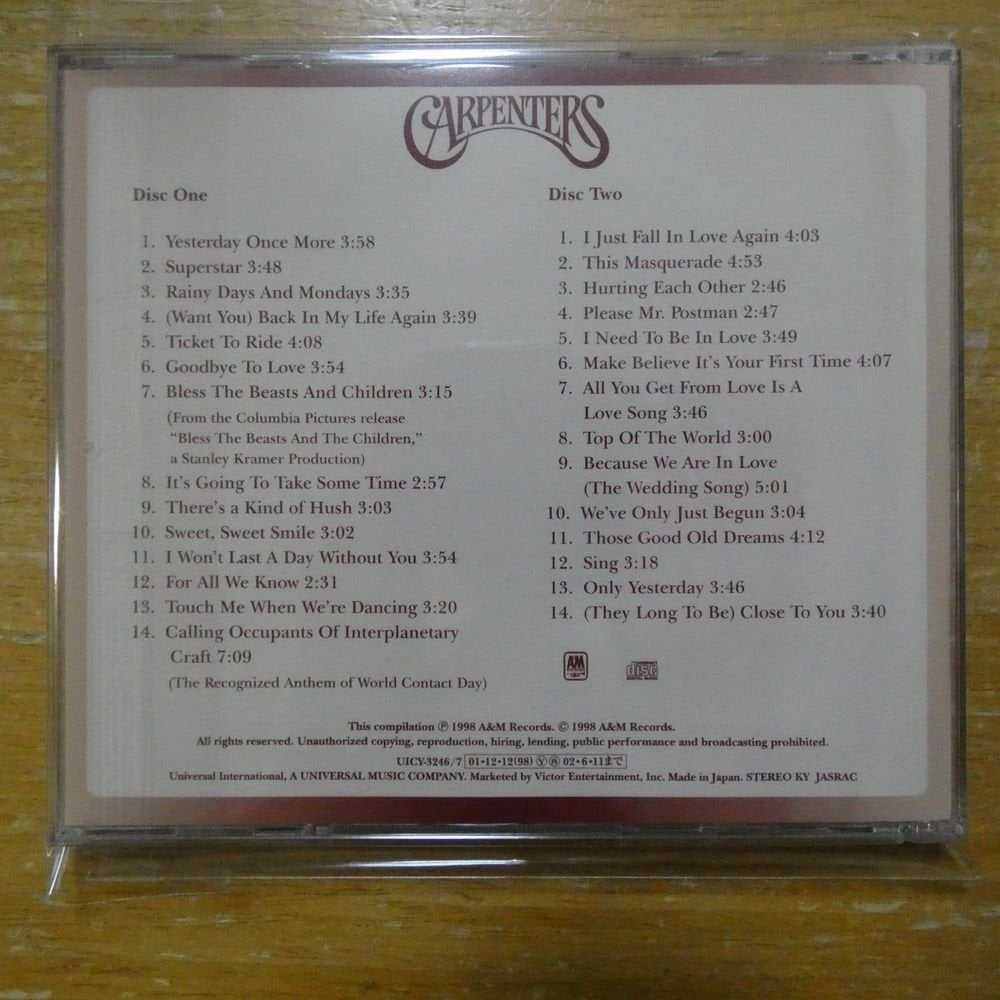 CARPENTERS
Disc One
1. Yesterday Once More 3:58
2. Superstar 3:48
3. Rainy Days And Mondays 3:35
4. (Want You) Back In My Life Again 3:39
5. Ticket To Ride 4:08
6. Goodbye To Love 3:54
7. Bless The Beasts And Children 3:15
(From the Columbia Pictures release
“Bless The Beasts And The Children,”
a Stanley Kramer Production)
8. It’s Going To Take Some Time 2:57
9. There’s a Kind of Hush 3:03
10. Sweet, Sweet Smile 3:02
11. I Won’t Last A Day Without You 3:54
12. For All We Know 2:31
13. Touch Me When We’re Dancing 3:20
14. Calling Occupants Of Interplanetary
Craft 7:09
(The Recognized Anthem of World Contact Day)
Disc Two
1. I Just Fall In Love Again 4:03
2. This Masquerade 4:53
3. Hurting Each Other 2:46
4. Please Mr. Postman 2:47
5. I Need To Be In Love 3:49
6. Make Believe It’s Your First Time 4:07
7. All You Get From Love Is A
Love Song 3:46
8. Top Of The World 3:00
9. Because We Are In Love
(The Wedding Song) 5:01
10. We’ve Only Just Begun 3:04
11. Those Good Old Dreams 4:12
12. Sing 3:18
13. Only Yesterday 3:46
14. (They Long To Be) Close To You 3:40
A&M
COMPACT
disc
DIGITAL AUDIO
This compilation ℗ 1998 A&M Records. © 1998 A&M Records.
All rights reserved. Unauthorized copying, reproduction, hiring, lending, public performance and broadcasting prohibited.
UICY-3246/7 01•12•12(98) Ⓨ㊢ 02•6•11まで
Universal International, A UNIVERSAL MUSIC COMPANY. Marketed by Victor Entertainment, Inc. Made in Japan. STEREO KY JASRAC